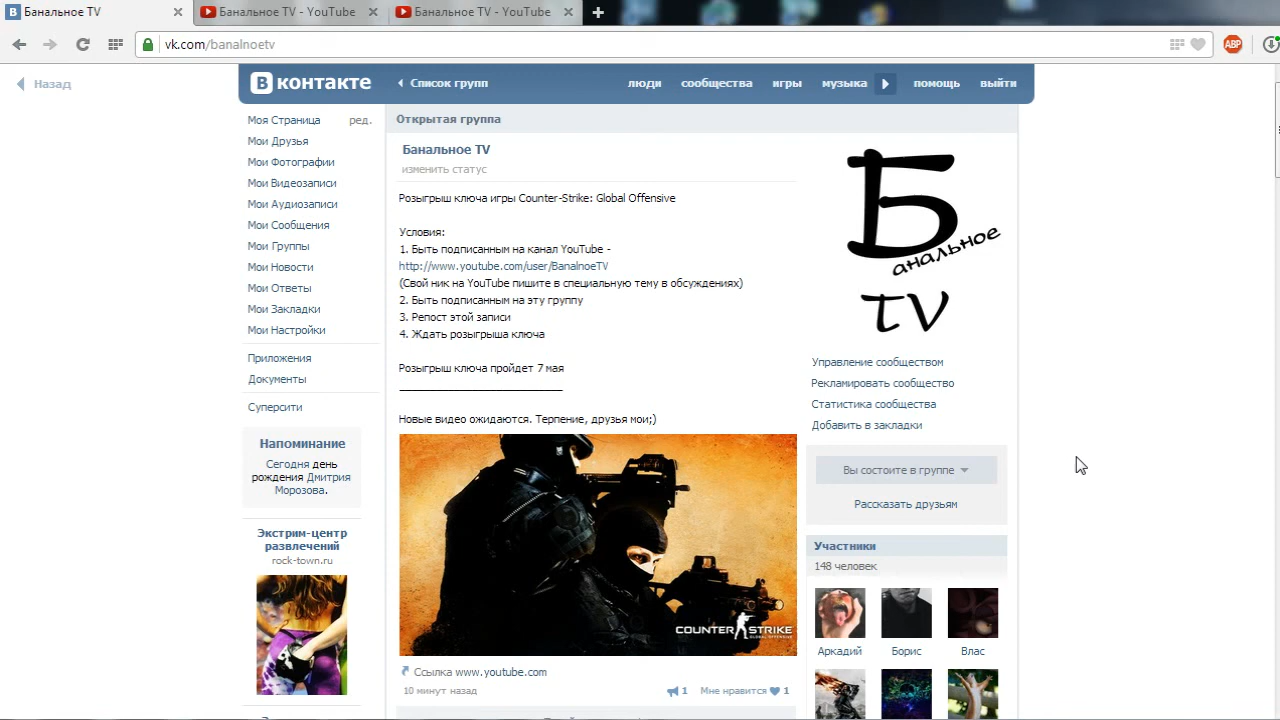 Банальное TV
Банальное TV - YouTube
Банальное TV - YouTube
vk.com/banalnoetv
ABP
Назад
В контакте
Список групп
люди
сообщества
игры
музыка
помощь
выйти
Моя Страница
ред.
Мои Друзья
Мои Фотографии
Мои Видеозаписи
Мои Аудиозаписи
Мои Сообщения
Мои Группы
Мои Новости
Мои Ответы
Мои Закладки
Мои Настройки
Приложения
Документы
Суперсити
Напоминание
Сегодня день
рождения Дмитрия
Морозова.
Экстрим-центр
развлечений
rock-town.ru
Открытая группа
Банальное TV
изменить статус
Розыгрыш ключа игры Counter-Strike: Global Offensive
Условия:
1. Быть подписанным на канал YouTube -
http://www.youtube.com/user/BanalnoeTV
(Свой ник на YouTube пишите в специальную тему в обсуждениях)
2. Быть подписанным на эту группу
3. Репост этой записи
4. Ждать розыгрыша ключа
Розыгрыш ключа пройдет 7 мая
Новые видео ожидаются. Терпение, друзья мои;)
COUNTER STRIKE
GLOBAL OFFENSIVE
Ссылка www.youtube.com
10 минут назад
1
Мне нравится
1
Банальное
TV
Управление сообществом
Рекламировать сообщество
Статистика сообщества
Добавить в закладки
Вы состоите в группе
Рассказать друзьям
Участники
148 человек
Аркадий
Борис
Влас